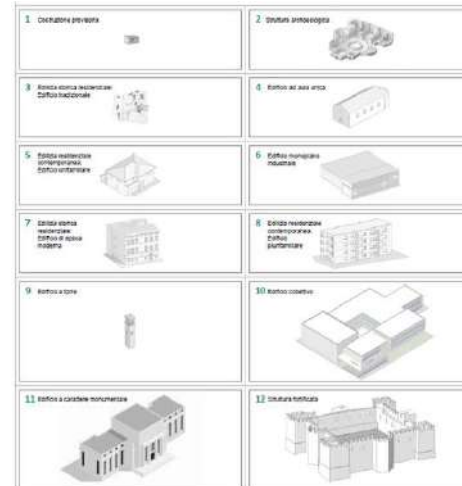 1 Costruzione provvisoria
2 Struttura archeologica
3 Edilizia storica residenziale:
Edificio tradizionale
4 Edificio ad aula unica
5 Edilizia residenziale
contemporanea:
Edificio unifamiliare
6 Edificio monopiano
industriale
7 Edilizia storica
residenziale:
Edificio di epoca
moderna
8 Edilizia residenziale
contemporanea:
Edificio
plurifamiliare
9 Edificio a torre
10 Edificio collettivo
11 Edificio a carattere monumentale
12 Struttura fortificata